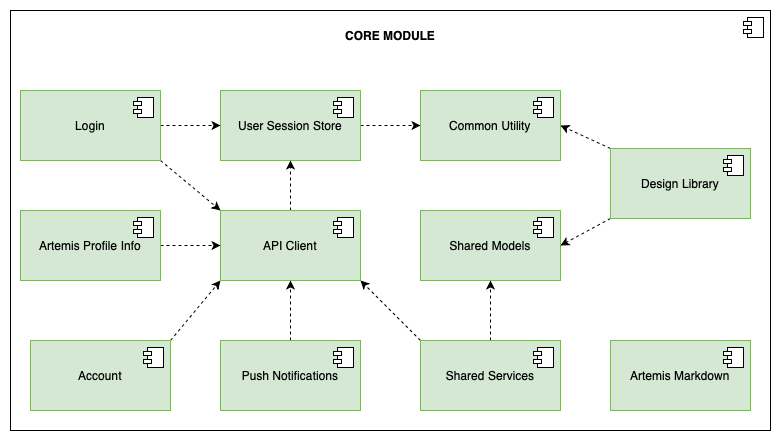 CORE MODULE
Login
User Session Store
Common Utility
Design Library
Artemis Profile Info
API Client
Shared Models
Account
Push Notifications
Shared Services
Artemis Markdown